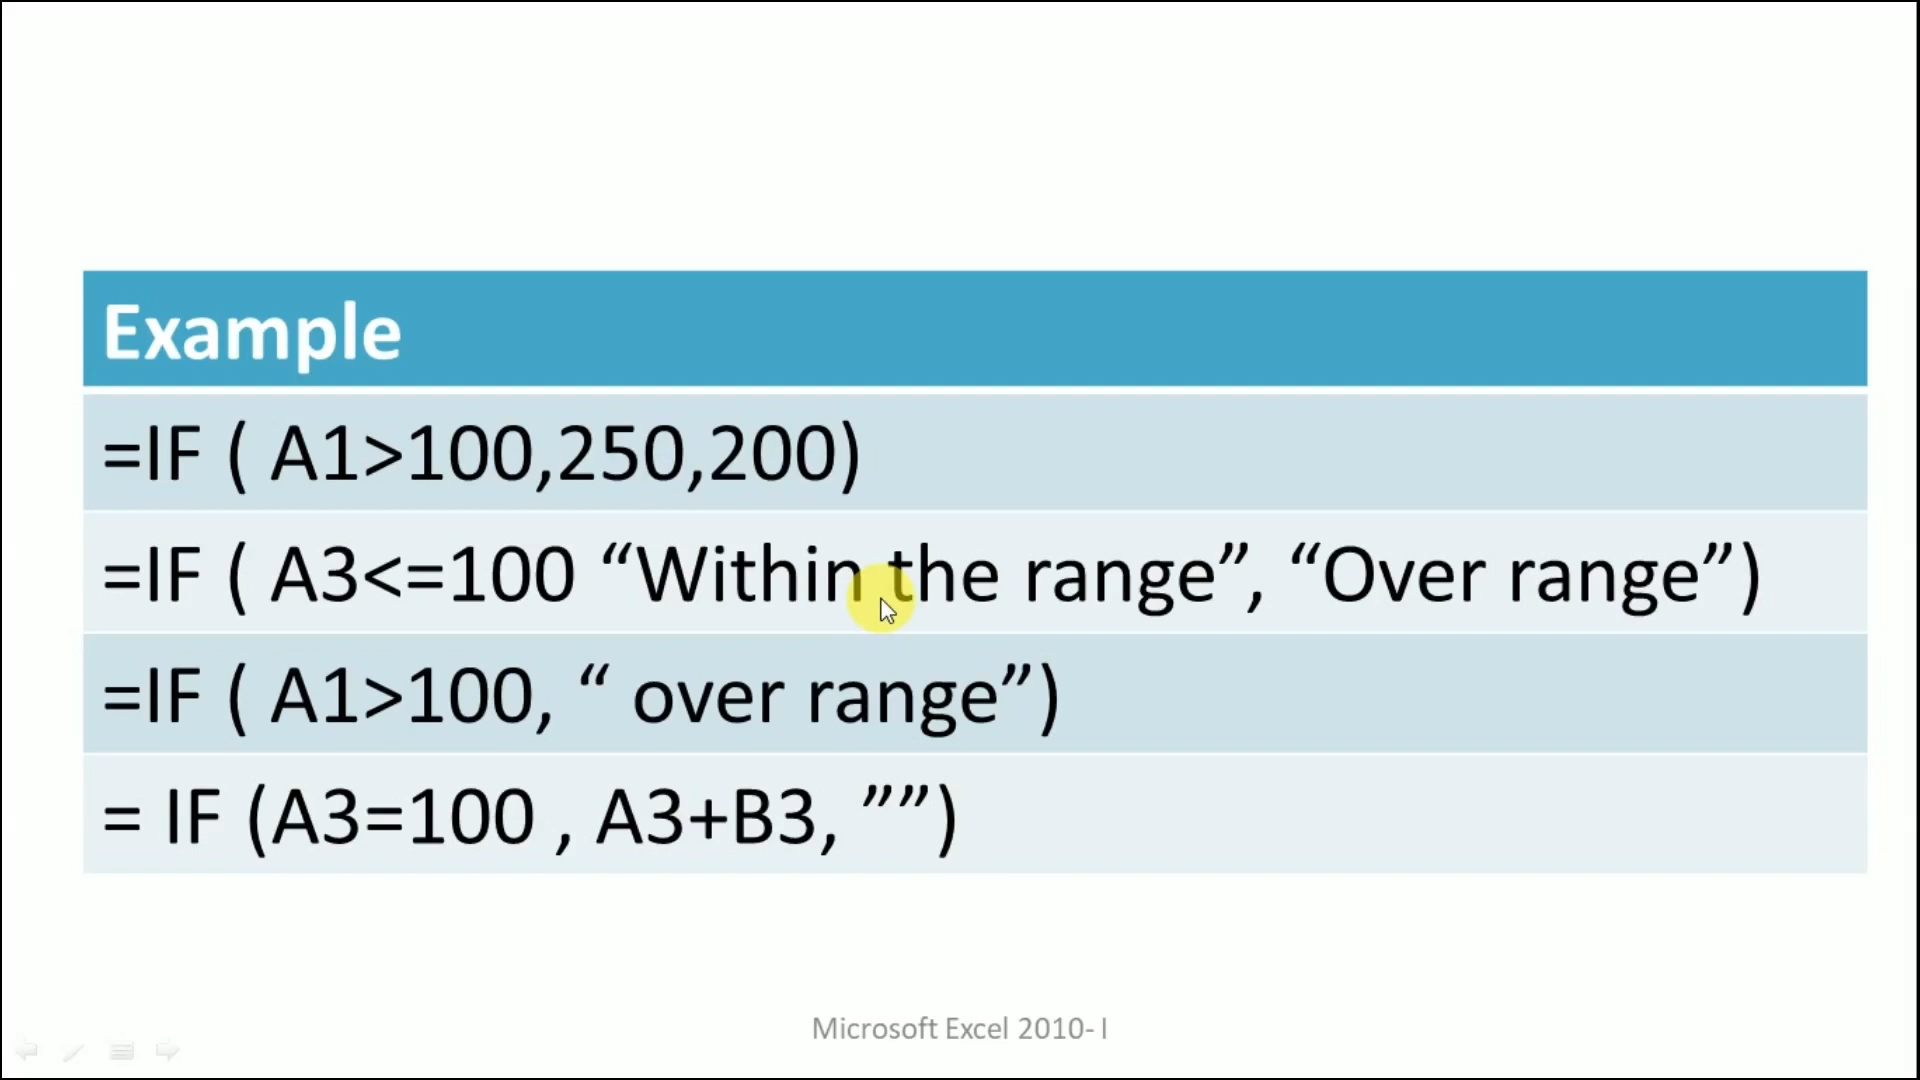 Example
=IF ( A1>100,250,200)
=IF ( A3<=100 “Within the range”, “Over range”)
=IF ( A1>100, “ over range”)
= IF (A3=100 , A3+B3, ””)
Microsoft Excel 2010- I